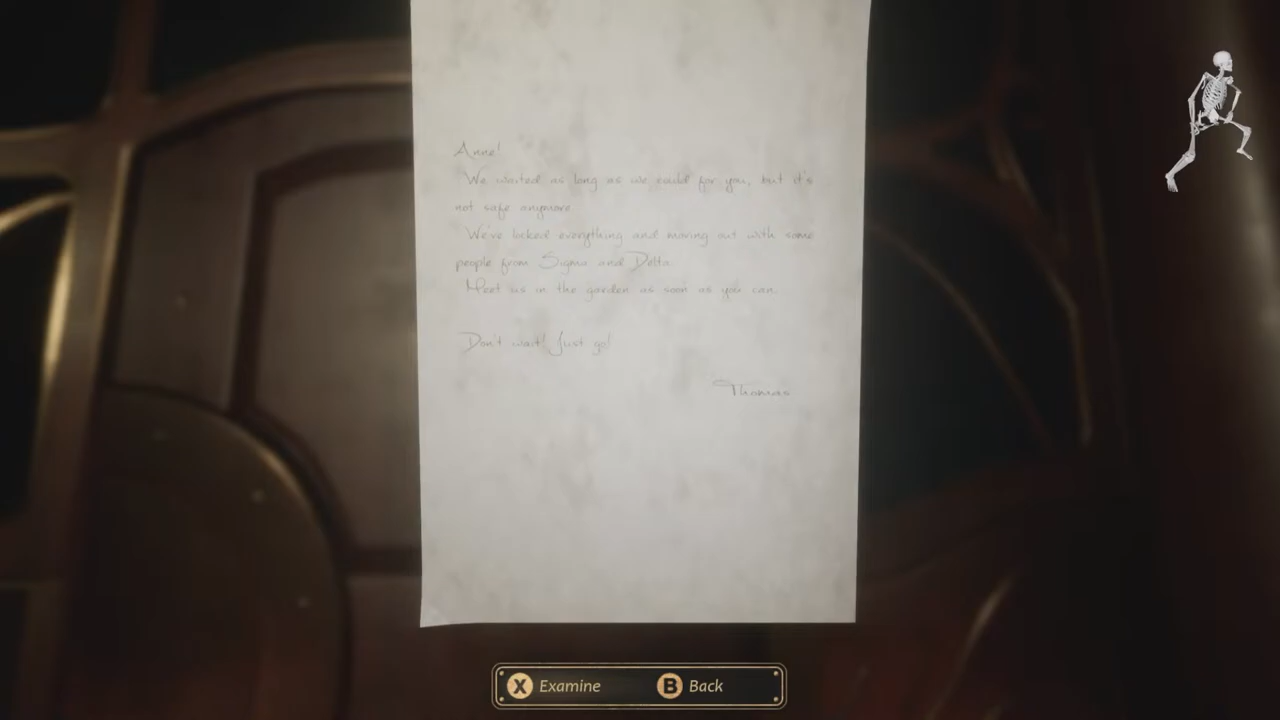 Anne!
We waited as long as we could for you, but it's
not safe anymore.
We've locked everything and moving out with some
people from Sigma and Delta.
Meet us in the garden as soon as you can.
Don't wait! Just go!
Thomas
X Examine B Back